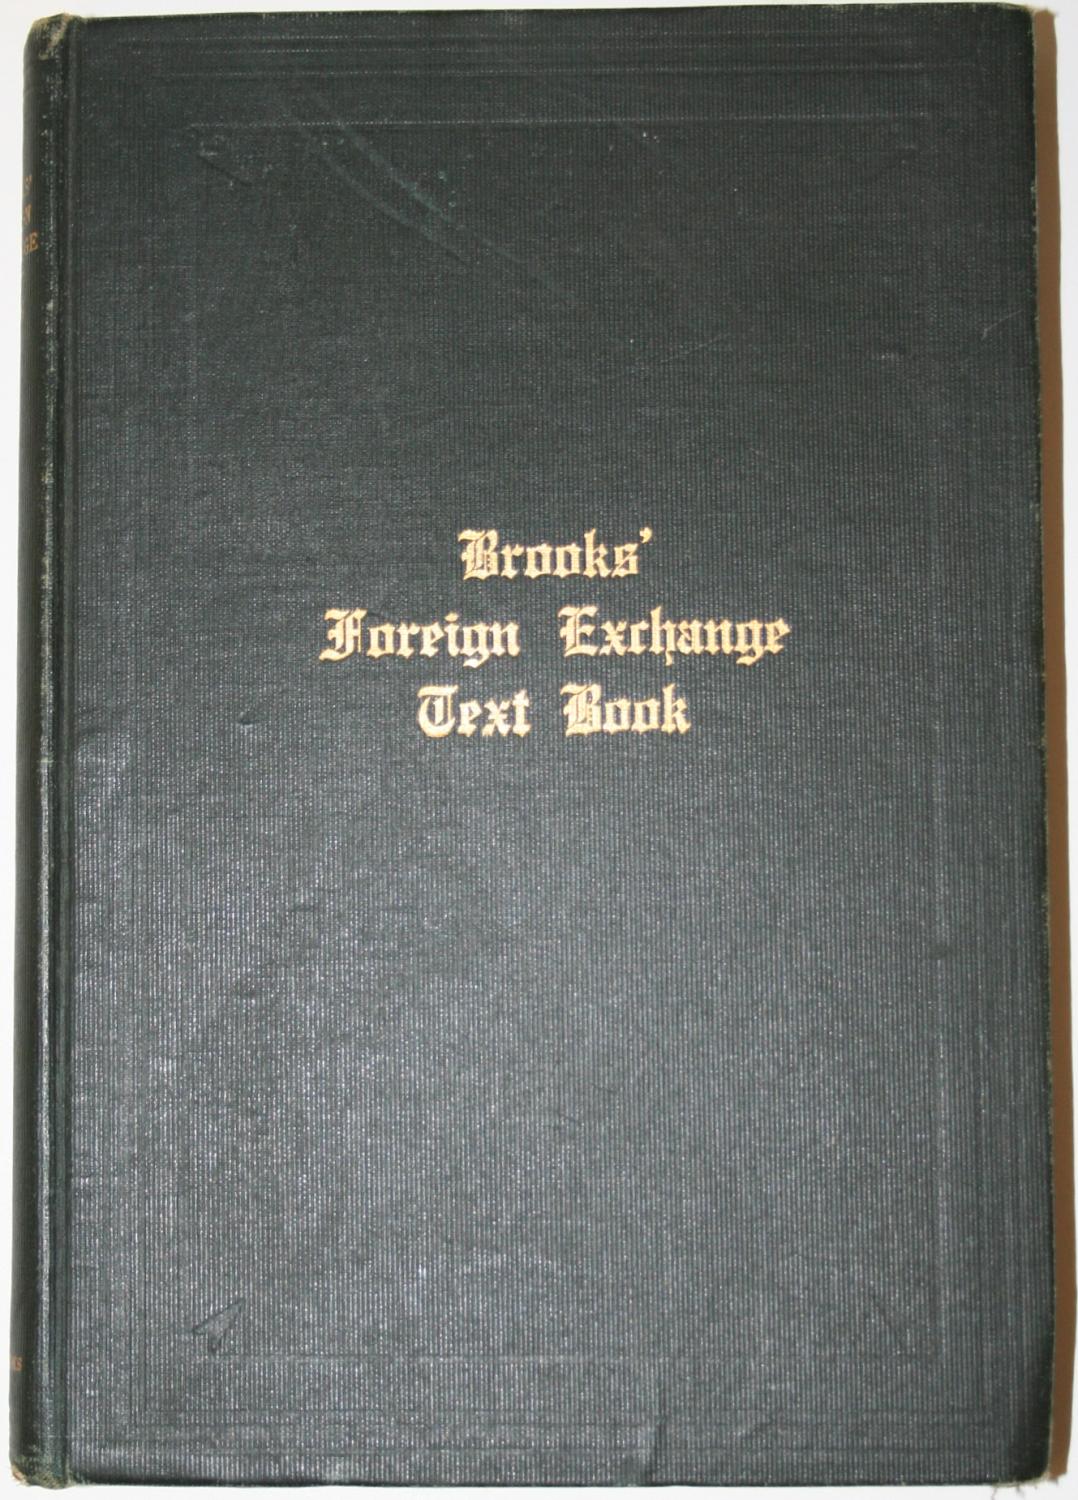 Brooks'
Foreign Exchange
Text Book